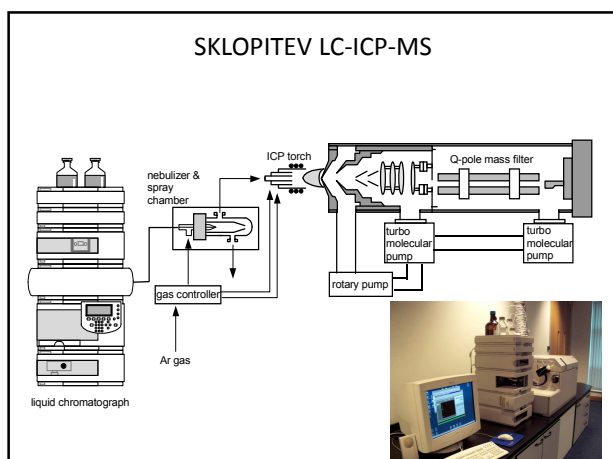 SKLOPITEV LC-ICP-MS
ICP torch
nebulizer &
spray
chamber
Q-pole mass filter
turbo
molecular
pump
turbo
molecular
pump
rotary pump
gas controller
Ar gas
liquid chromatograph